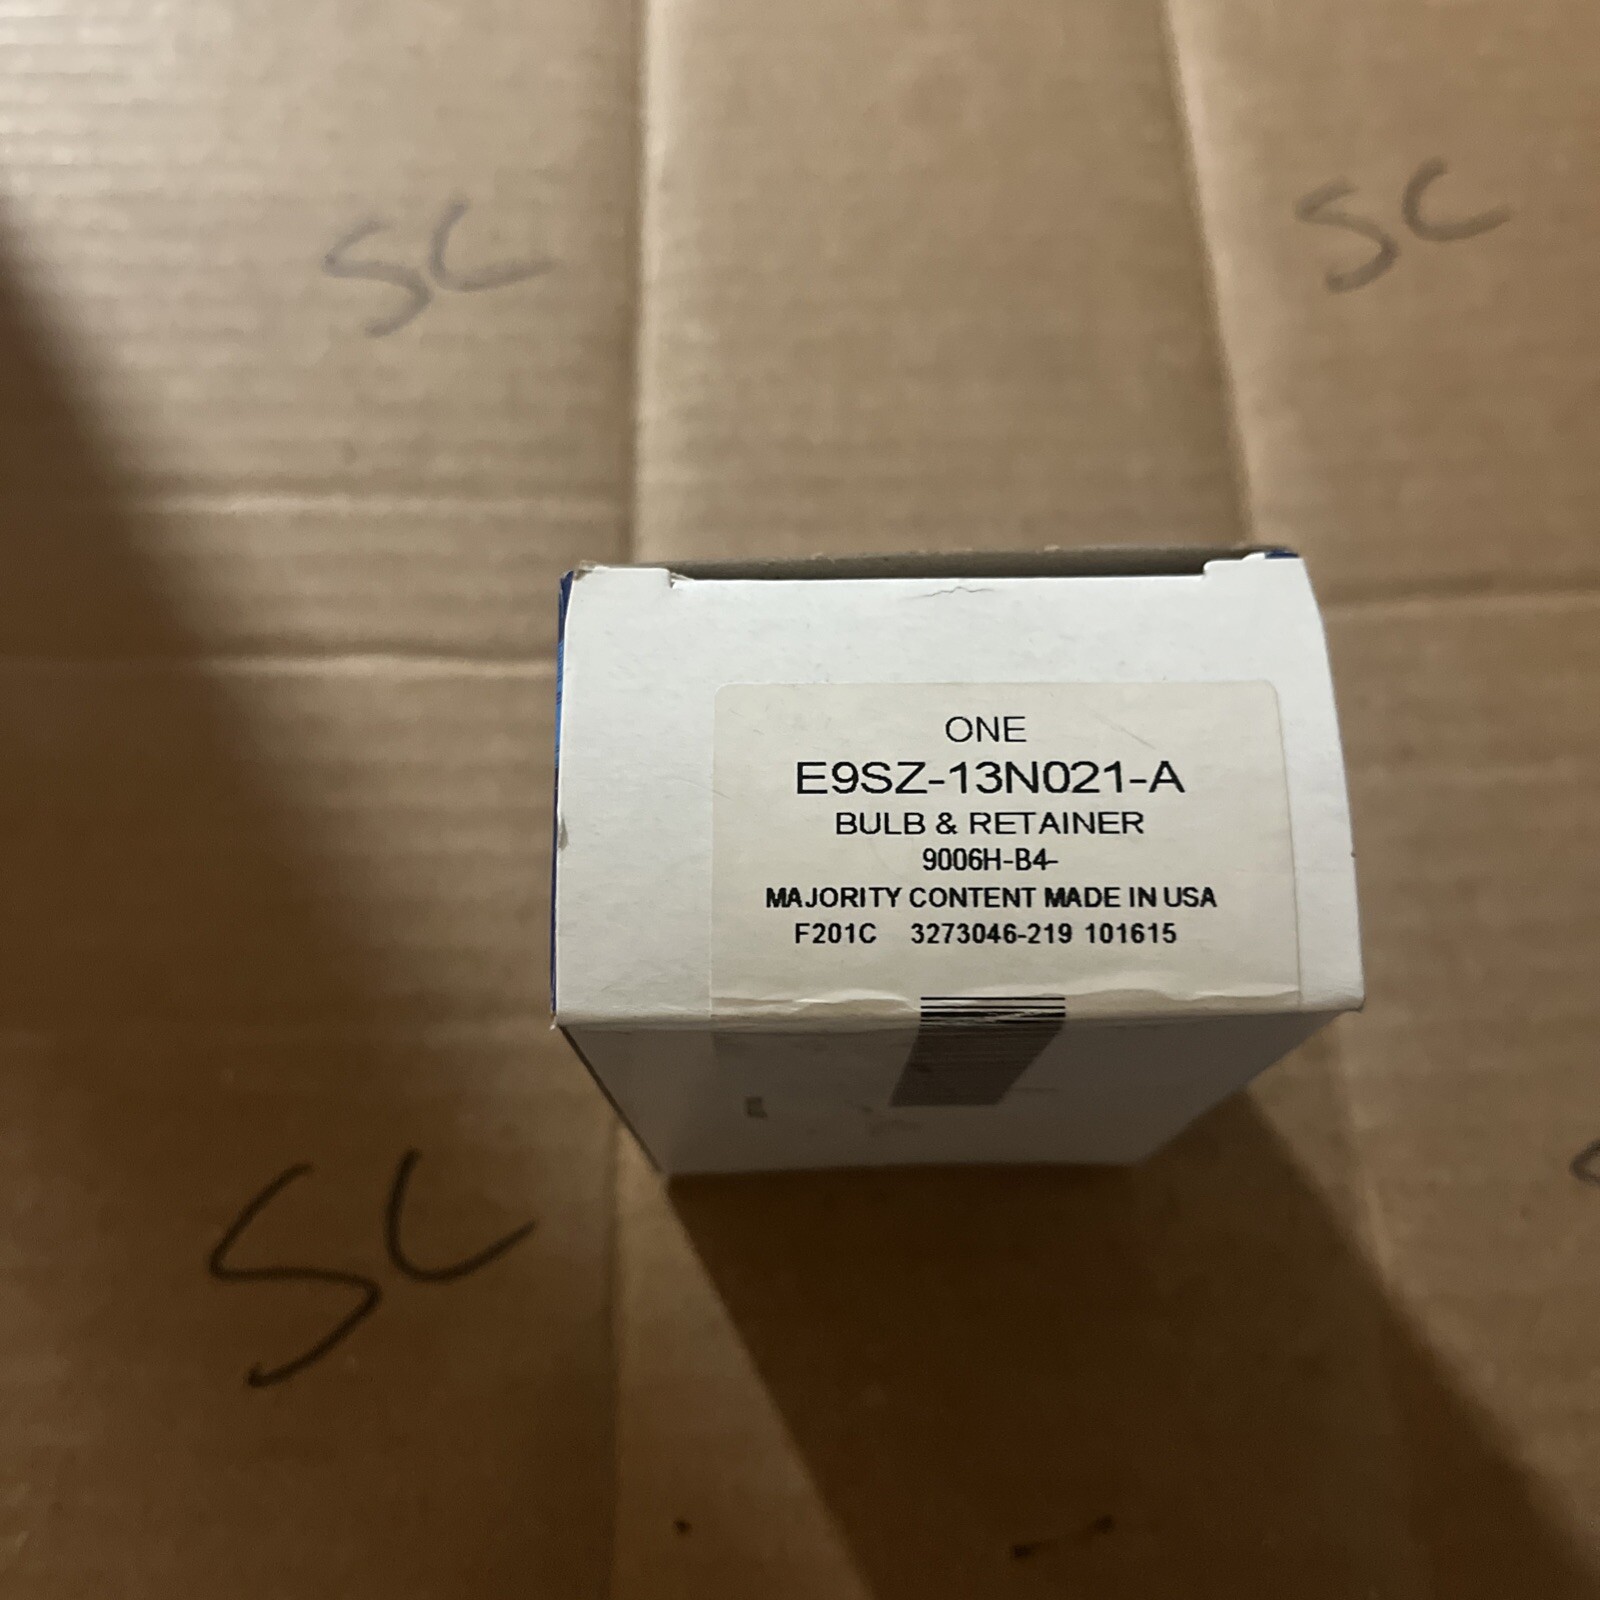 SC
SC
ONE
E9SZ-13N021-A
BULB & RETAINER
9006H-B4-
MAJORITY CONTENT MADE IN USA
F201C 3273046-219 101615
SC